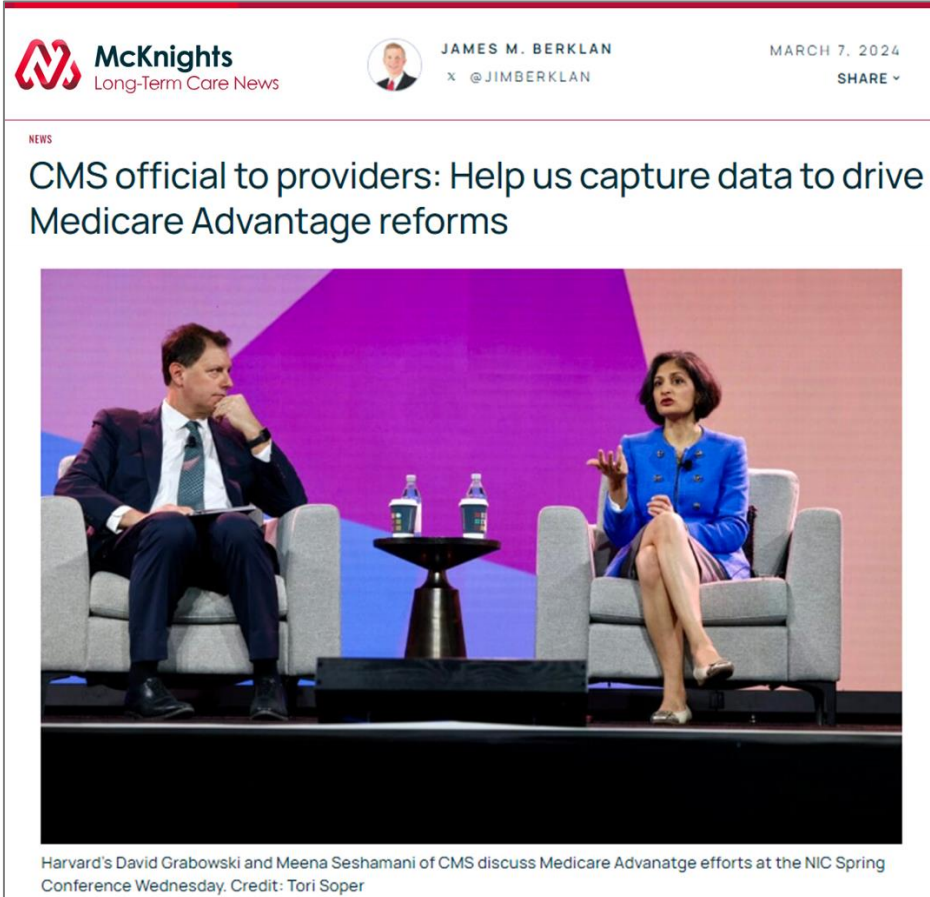 McKnights
Long-Term Care News
JAMES M. BERKLAN
X @JIMBERKLAN
MARCH 7, 2024
SHARE
NEWS
CMS official to providers: Help us capture data to drive
Medicare Advantage reforms
Harvard's David Grabowski and Meena Seshamani of CMS discuss Medicare Advanatge efforts at the NIC Spring
Conference Wednesday. Credit: Tori Soper